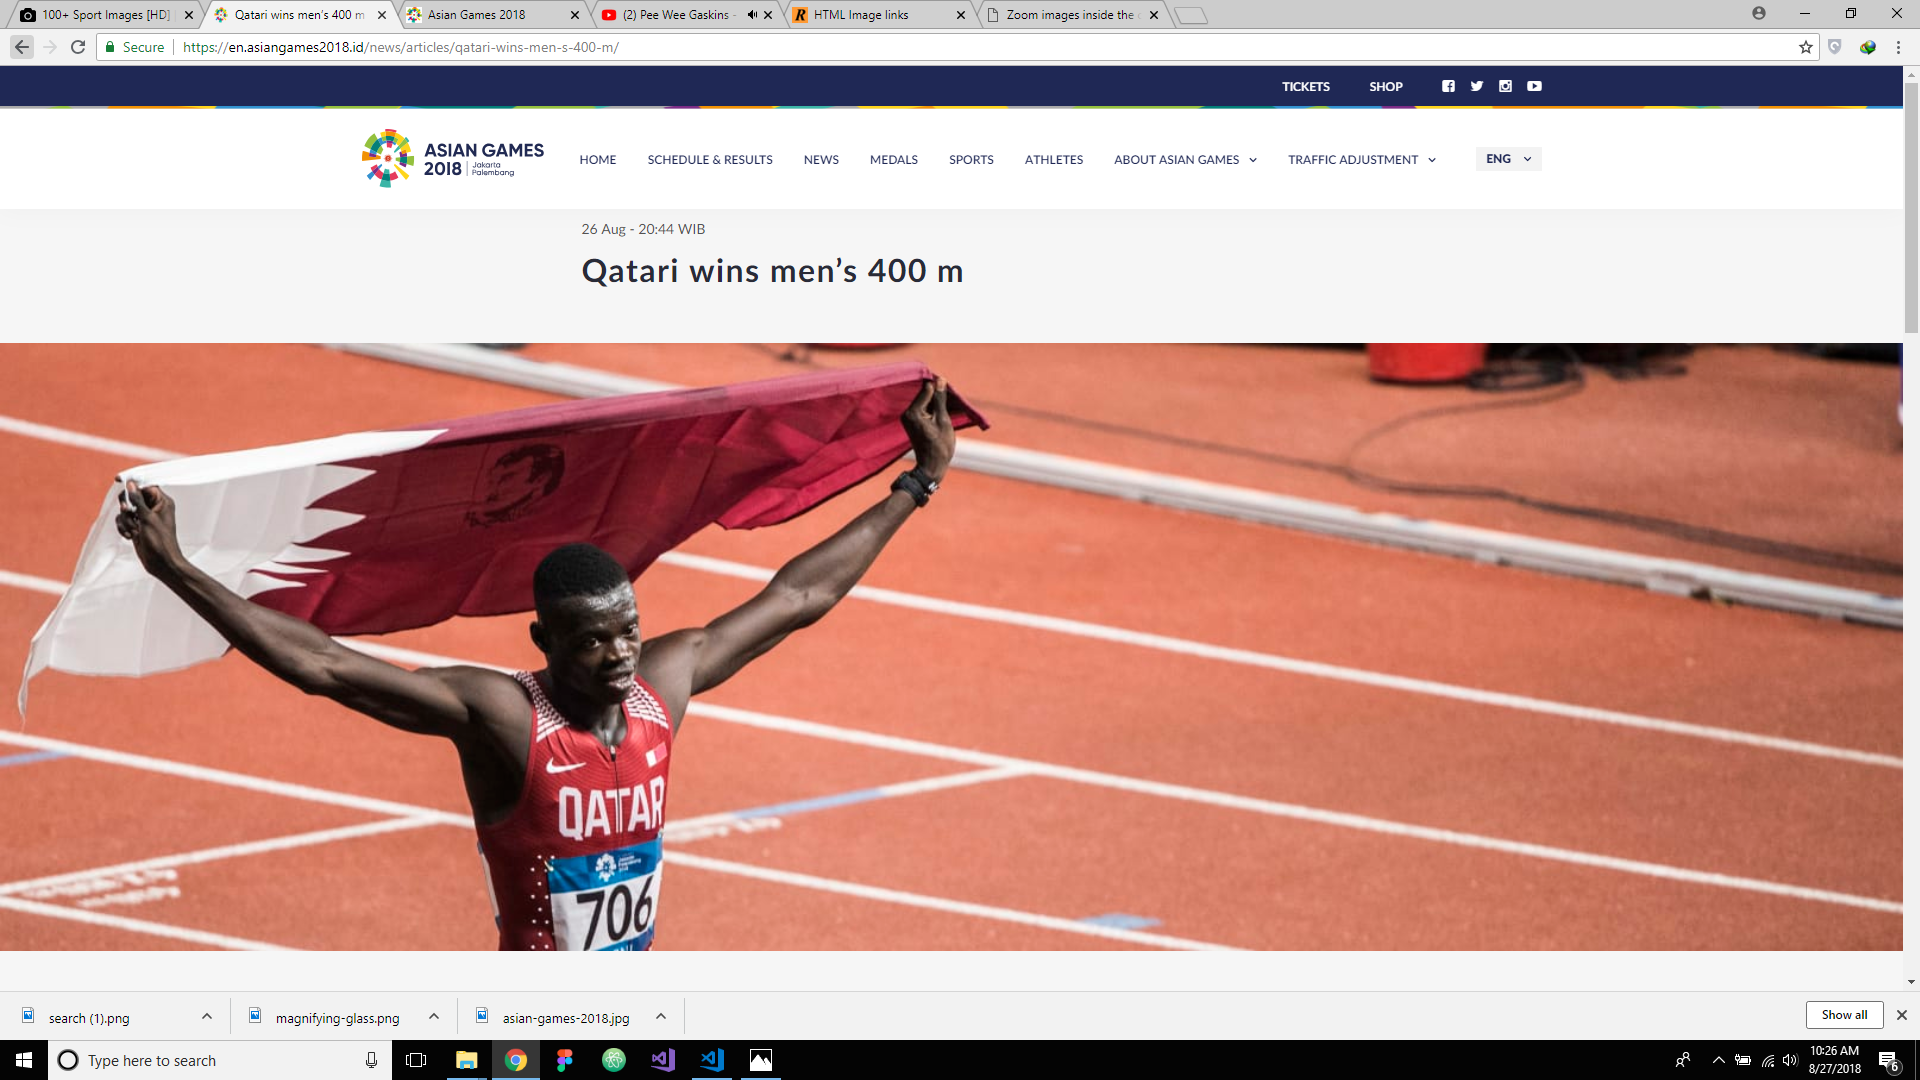 100+ Sport Images [HD]
Qatari wins men's 400 m
Asian Games 2018
(2) Pee Wee Gaskins -
HTML Image links
Zoom images inside the
Secure
https://en.asiangames2018.id/news/articles/qatari-wins-men-s-400-m/
TICKETS
SHOP
ASIAN GAMES
2018
Jakarta
Palembang
HOME
SCHEDULE & RESULTS
NEWS
MEDALS
SPORTS
ATHLETES
ABOUT ASIAN GAMES
TRAFFIC ADJUSTMENT
ENG
26 Aug - 20:44 WIB
Qatari wins men’s 400 m
QATAR
706
search (1).png
magnifying-glass.png
asian-games-2018.jpg
Show all
Type here to search
10:26 AM
8/27/2018
6